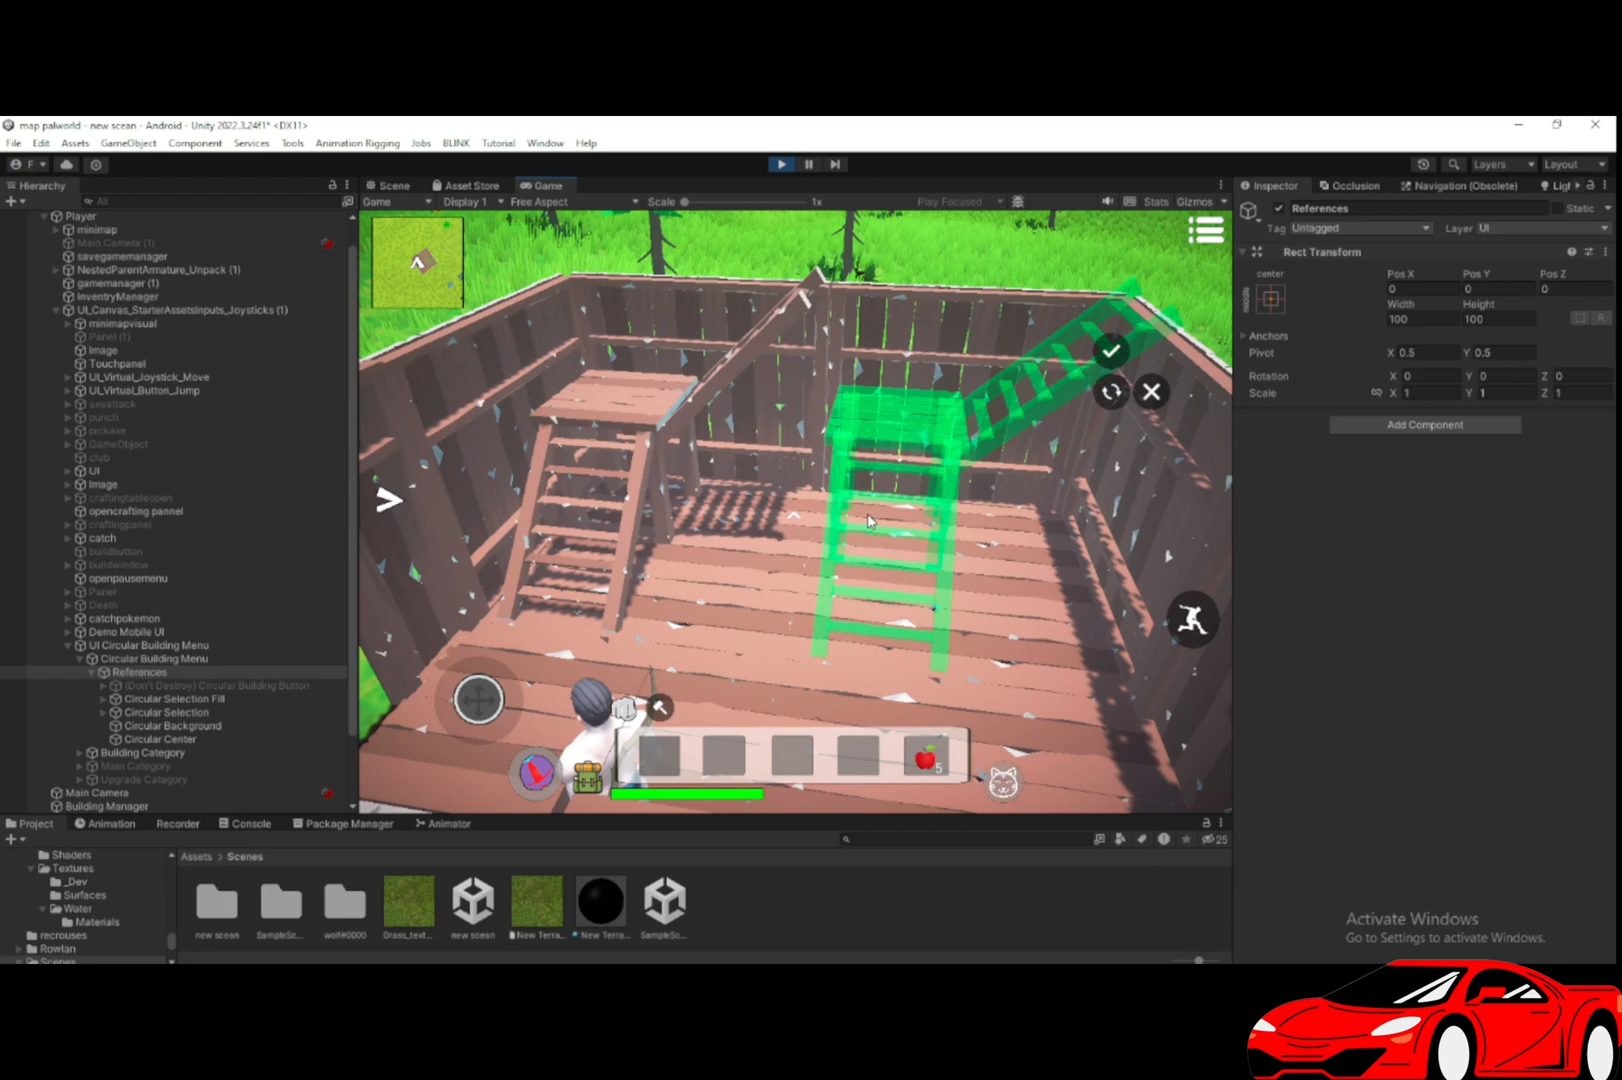 map palworld - new scean - Android - Unity 2022.3.24f1* <DX11>
File Edit Assets GameObject Component Services Tools Animation Rigging Jobs BLINK Tutorial Window Help
F
Layers Layout
Hierarchy
All
Player
minimap
Main Camera (1)
savegamemanager
NestedParentArmature_Unpack (1)
gamemanager (1)
InventryManager
UI_Canvas_StarterAssetsInputs_Joysticks (1)
minimapvisual
Panel (1)
Image
Touchpanel
UI_Virtual_Joystick_Move
UI_Virtual_Button_Jump
axeattack
punch
pickaxe
GameObject
club
UI
Image
craftingtableopen
opencrafting pannel
craftingpanel
catch
buildbutton
buildwindow
openpausemenu
Panel
Death
catchpokemon
Demo Mobile UI
UI Circular Building Menu
Circular Building Menu
References
(Don't Destroy) Circular Building Button
Circular Selection Fill
Circular Selection
Circular Background
Circular Center
Building Category
Main Category
Upgrade Category
Main Camera
Building Manager
Scene Asset Store Game
Game Display 1 Free Aspect Scale 1x Play Focused Stats Gizmos
5
Inspector Occlusion Navigation (Obsolete) Ligh
References Static
Tag Untagged Layer UI
Rect Transform
center
middle
Pos X Pos Y Pos Z
0 0 0
Width Height
100 100
Anchors
Pivot X 0.5 Y 0.5
Rotation X 0 Y 0 Z 0
Scale X 1 Y 1 Z 1
Add Component
Project Animation Recorder Console Package Manager Animator
25
Shaders
Textures
_Dev
Surfaces
Water
Materials
recrouses
Rowlan
Scenes
Assets > Scenes
new scean SampleSc... wolf#0000 Grass_text... new scean New Terra... New Terra... SampleSc...
Activate Windows
Go to Settings to activate Windows.